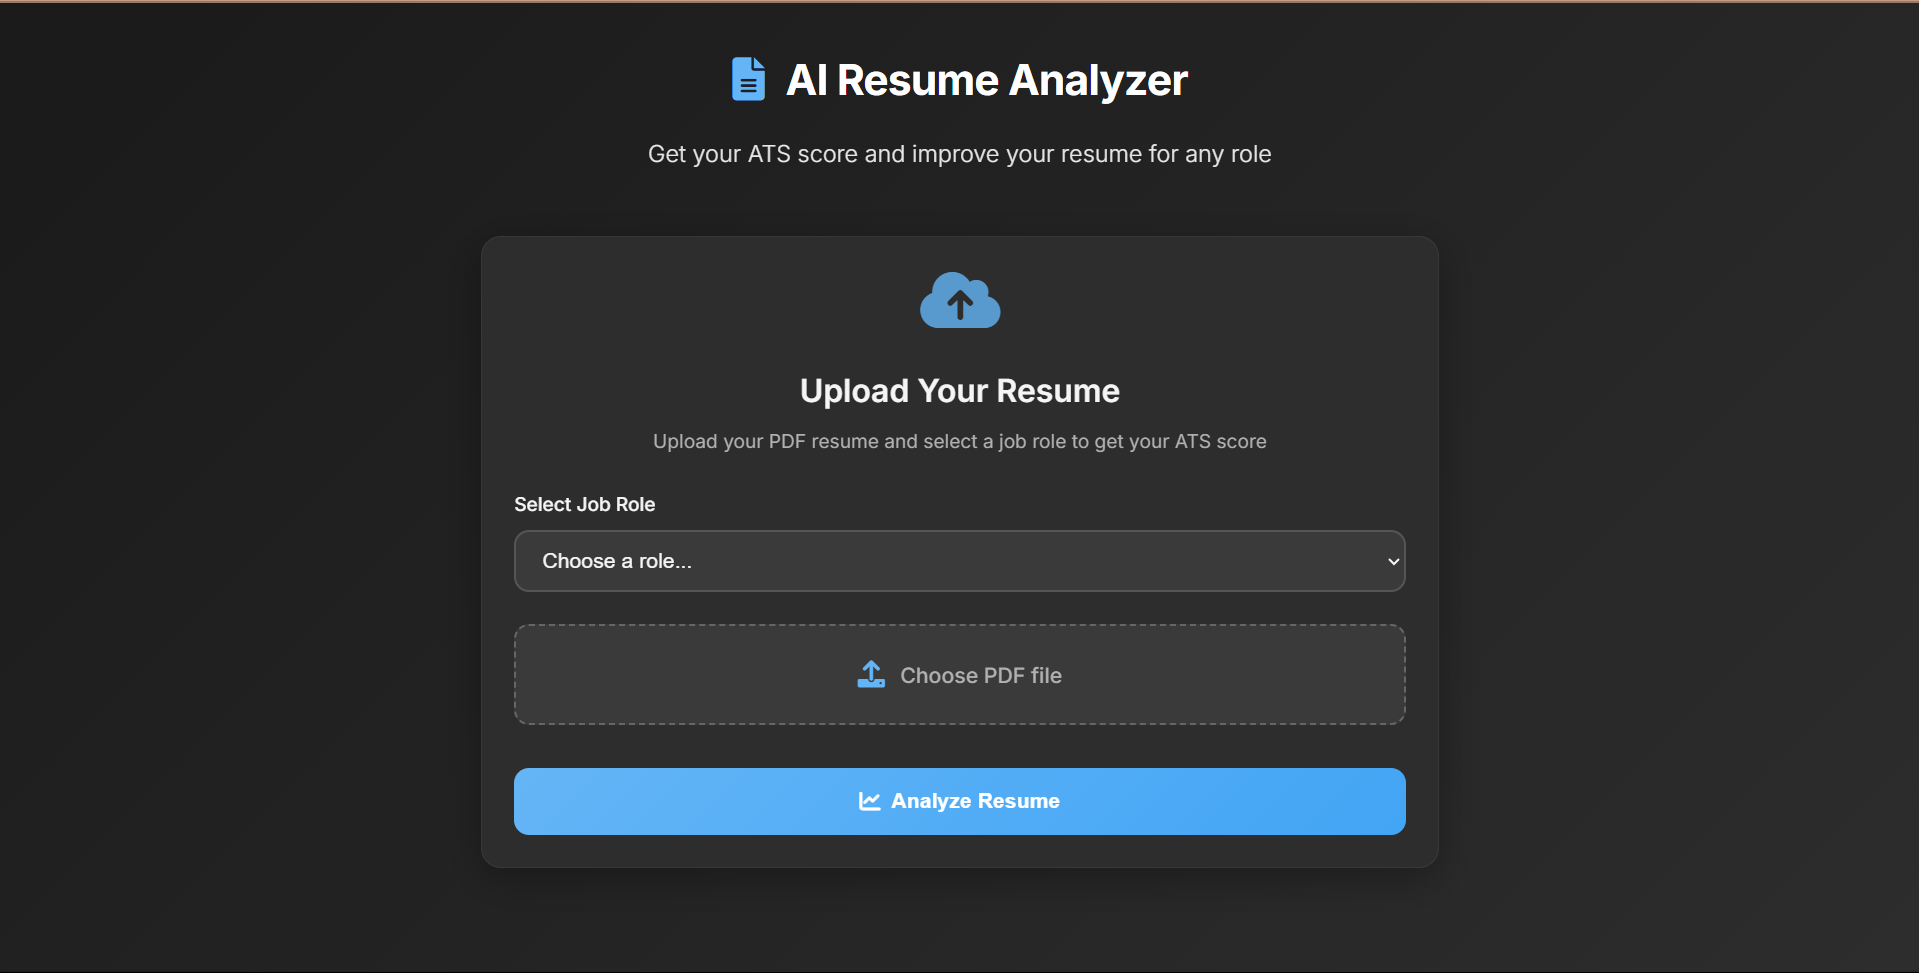 AI Resume Analyzer
Get your ATS score and improve your resume for any role
Upload Your Resume
Upload your PDF resume and select a job role to get your ATS score
Select Job Role
Choose a role...
Choose PDF file
Analyze Resume